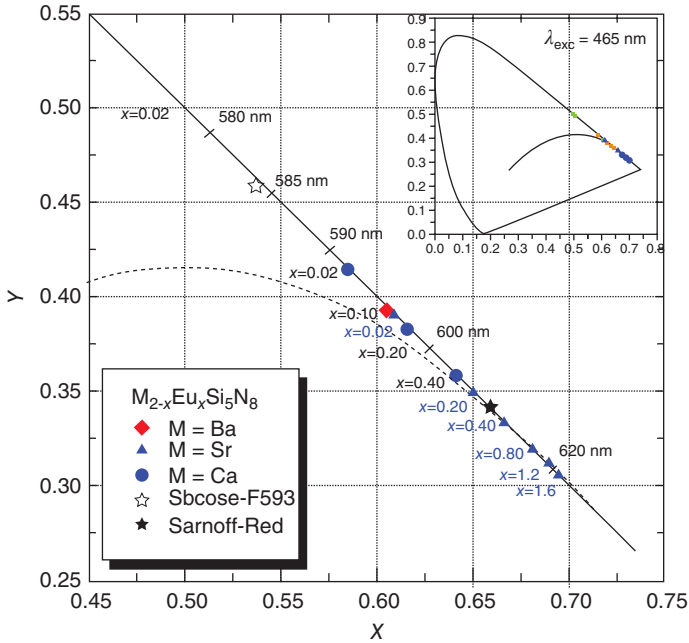 0.55
0.50
0.45
0.40
0.35
0.30
0.25
Y
0.45 0.50 0.55 0.60 0.65 0.70 0.75
X
x=0.02
580 nm
585 nm
590 nm
x=0.02
x=0.10
x=0.02
x=0.20
600 nm
x=0.40
x=0.20
x=0.40
x=0.80
620 nm
x=1.2
x=1.6
M2-xEuxSi5N8
M = Ba
M = Sr
M = Ca
Sbcose-F593
Sarnoff-Red
λexc = 465 nm
0.9
0.8
0.7
0.6
0.5
0.4
0.3
0.2
0.1
0.0
0.0 0.1 0.2 0.3 0.4 0.5 0.6 0.7 0.8